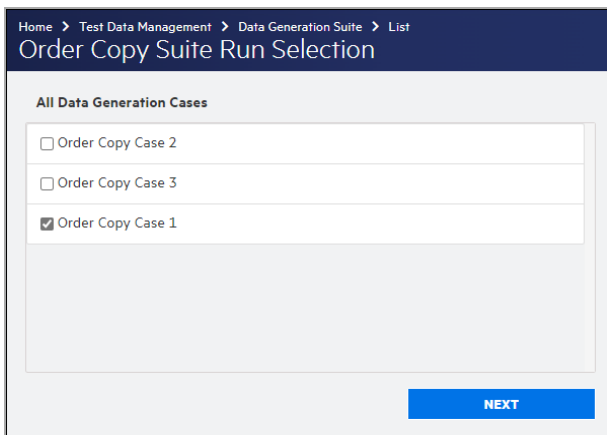 Home > Test Data Management > Data Generation Suite > List
Order Copy Suite Run Selection
All Data Generation Cases
Order Copy Case 2
Order Copy Case 3
Order Copy Case 1
NEXT